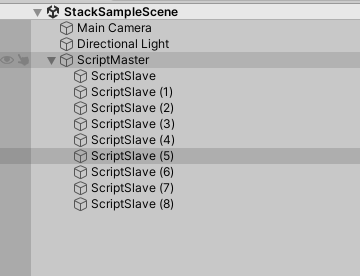 StackSampleScene
Main Camera
Directional Light
ScriptMaster
ScriptSlave
ScriptSlave (1)
ScriptSlave (2)
ScriptSlave (3)
ScriptSlave (4)
ScriptSlave (5)
ScriptSlave (6)
ScriptSlave (7)
ScriptSlave (8)